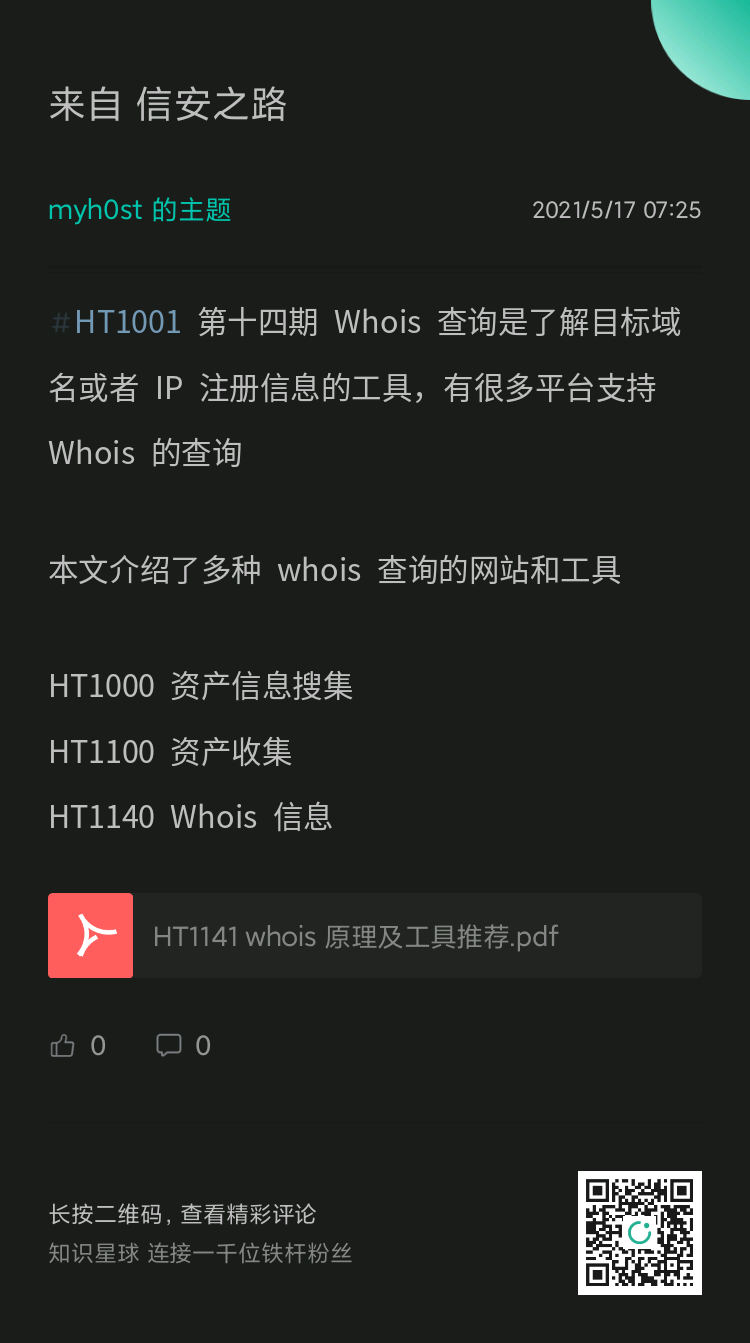 来自 信安之路
myh0st 的主题
2021/5/17 07:25
#HT1001 第十四期 Whois 查询是了解目标域
名或者 IP 注册信息的工具，有很多平台支持
Whois 的查询
本文介绍了多种 whois 查询的网站和工具
HT1000 资产信息搜集
HT1100 资产收集
HT1140 Whois 信息
HT1141 whois 原理及工具推荐.pdf
0 0
长按二维码, 查看精彩评论
知识星球 连接一千位铁杆粉丝